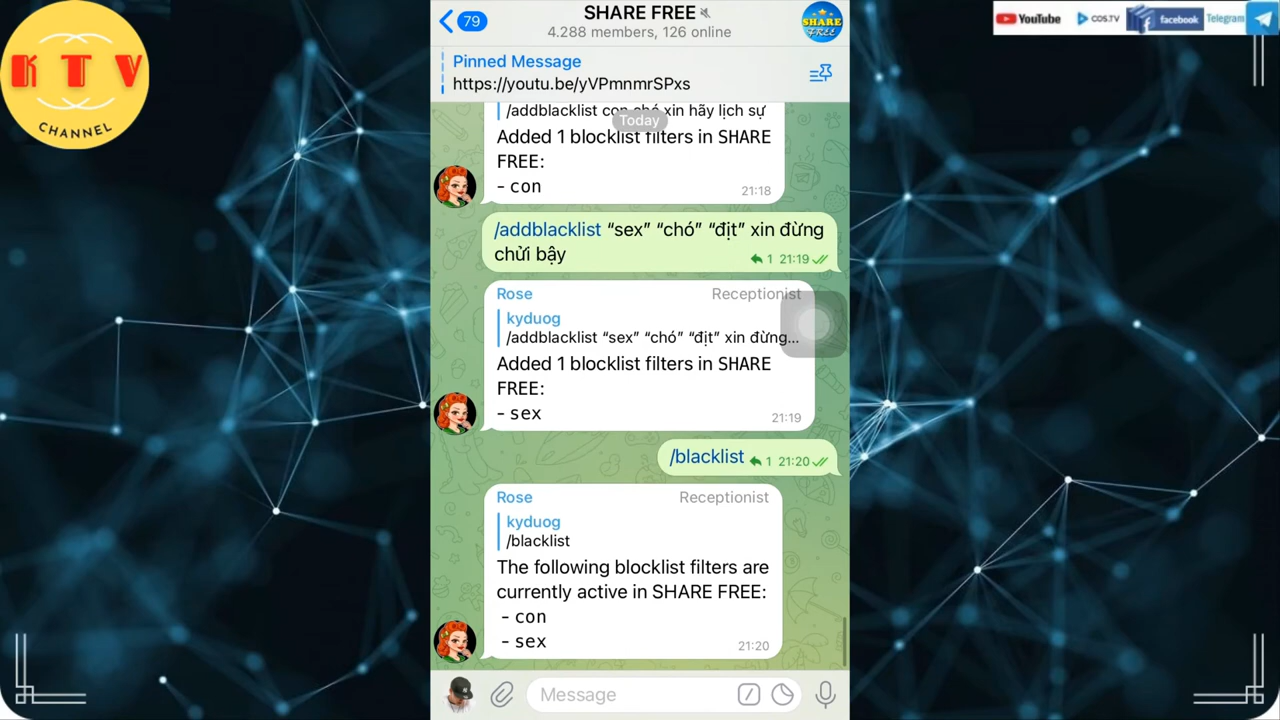 K T V
CHANNEL
YouTube
COS.TV
facebook
Telegram
79
SHARE FREE
4.288 members, 126 online
SHARE
FREE
Pinned Message
https://youtu.be/yVPmnmrSPxs
/addblacklist con chó xin hãy lịch sự
Today
Added 1 blocklist filters in SHARE
FREE:
- con
21:18
/addblacklist “sex” “chó” “địt” xin đừng
chửi bậy
1 21:19
Rose Receptionist
kyduog
/addblacklist “sex” “chó” “địt” xin đừng...
Added 1 blocklist filters in SHARE
FREE:
- sex
21:19
/blacklist 1 21:20
Rose Receptionist
kyduog
/blacklist
The following blocklist filters are
currently active in SHARE FREE:
- con
- sex
21:20
Message